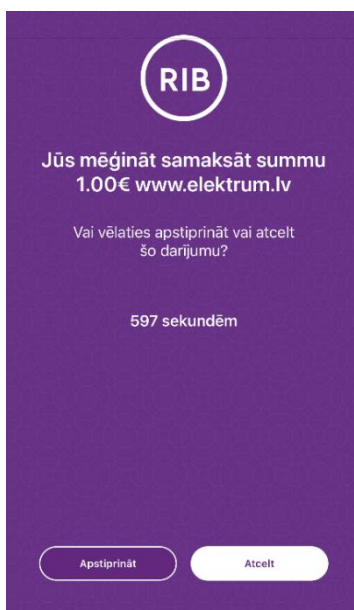 RIB
Jūs mēģināt samaksāt summu
1.00€ www.elektrum.lv
Vai vēlaties apstiprināt vai atcelt
šo darījumu?
597 sekundēm
Apstiprināt
Atcelt